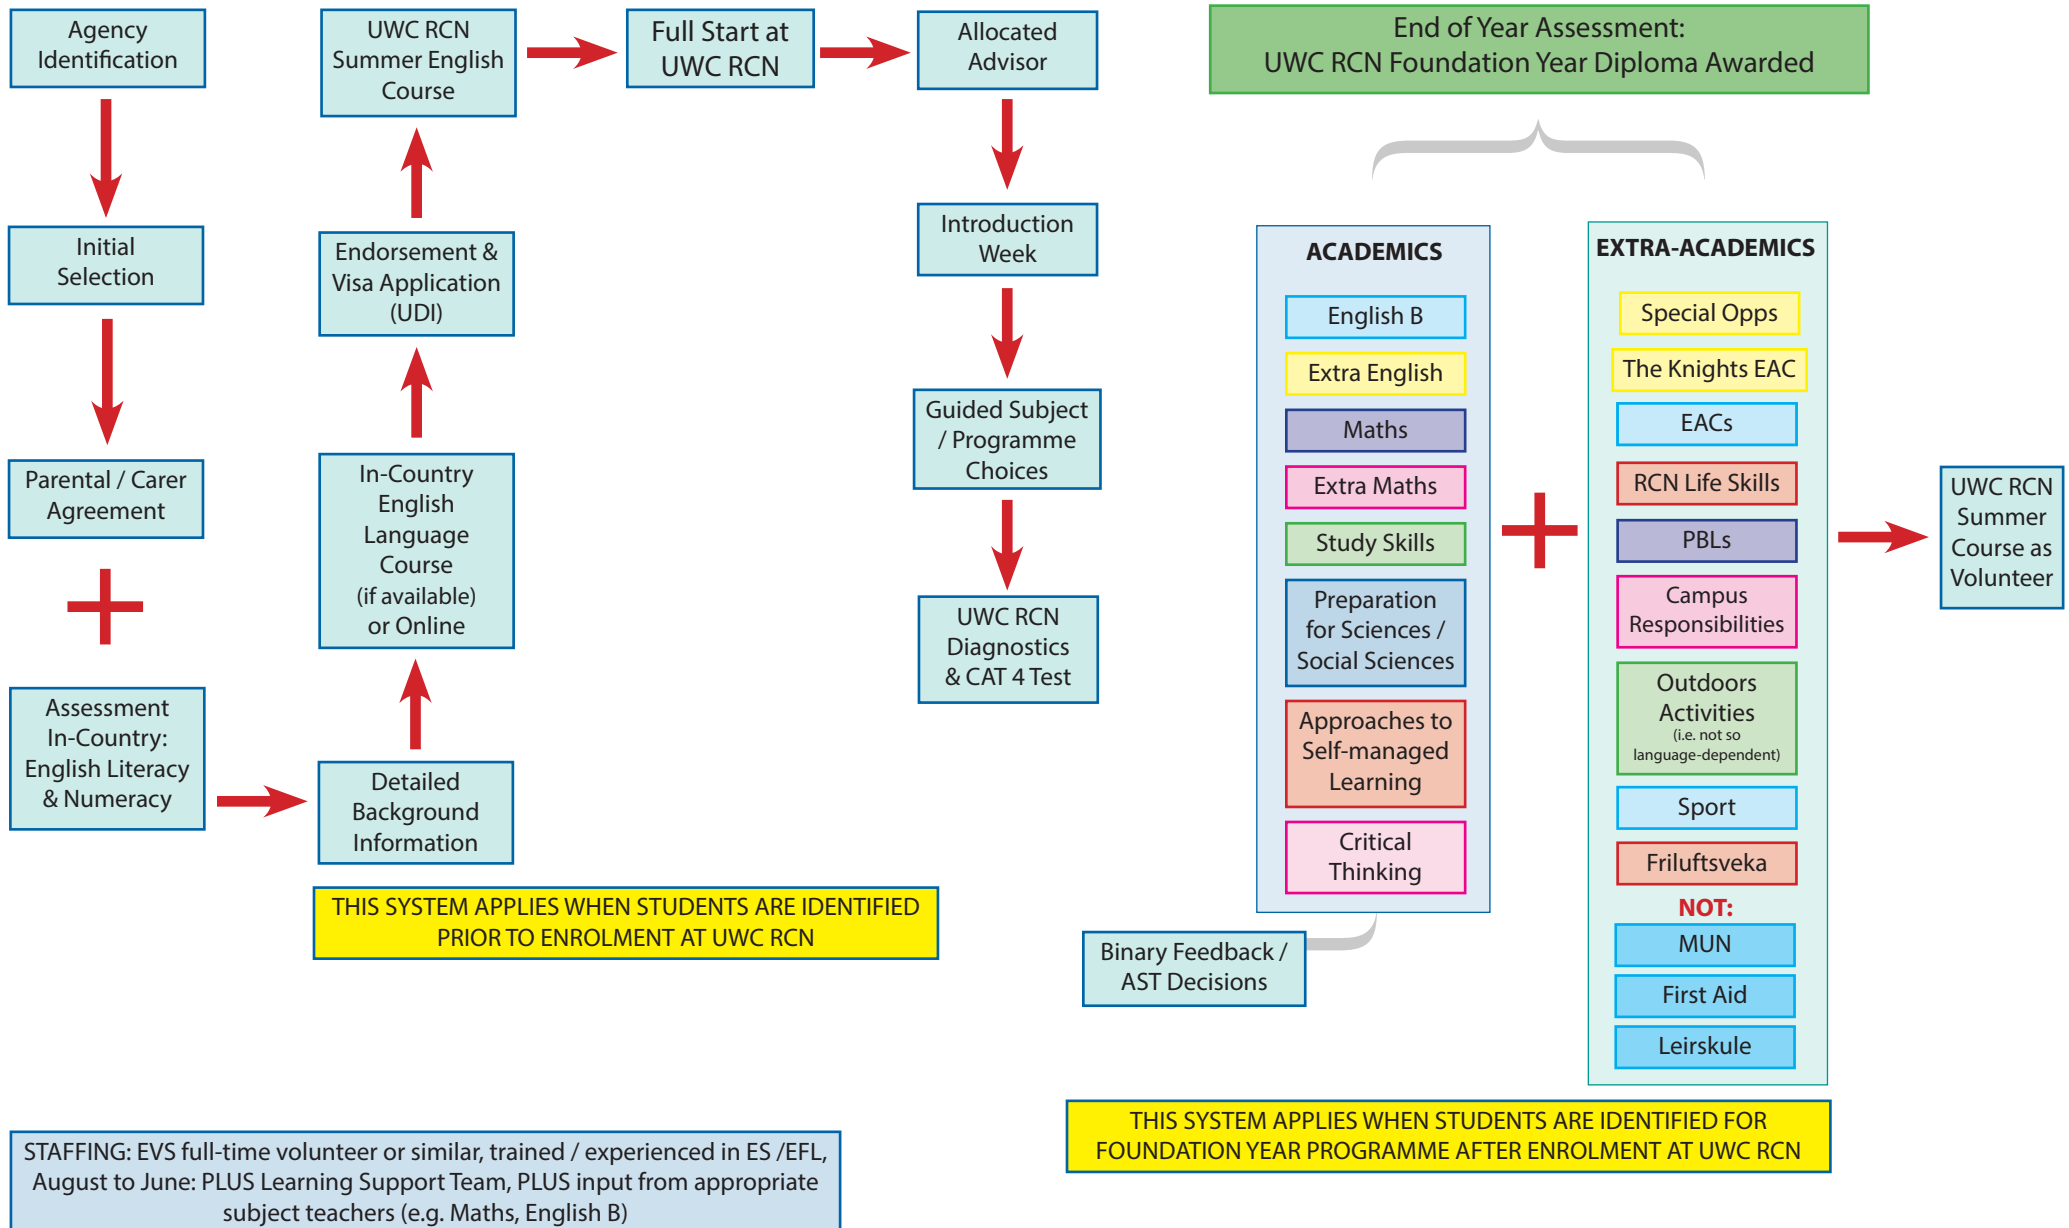 Agency
Identification
Initial
Selection
Parental / Carer
Agreement
Assessment
In-Country:
English Literacy
& Numeracy
Detailed
Background
Information
In-Country
English
Language
Course
(if available)
or Online
Endorsement &
Visa Application
(UDI)
UWC RCN
Summer English
Course
Full Start at
UWC RCN
Allocated
Advisor
Introduction
Week
Guided Subject
/ Programme
Choices
UWC RCN
Diagnostics
& CAT 4 Test
THIS SYSTEM APPLIES WHEN STUDENTS ARE IDENTIFIED
PRIOR TO ENROLMENT AT UWC RCN
End of Year Assessment:
UWC RCN Foundation Year Diploma Awarded
ACADEMICS
English B
Extra English
Maths
Extra Maths
Study Skills
Preparation
for Sciences /
Social Sciences
Approaches to
Self-managed
Learning
Critical
Thinking
Binary Feedback /
AST Decisions
EXTRA-ACADEMICS
Special Opps
The Knights EAC
EACs
RCN Life Skills
PBLs
Campus
Responsibilities
Outdoors
Activities
(i.e. not so
language-dependent)
Sport
Friluftsveka
NOT:
MUN
First Aid
Leirskule
UWC RCN
Summer
Course as
Volunteer
THIS SYSTEM APPLIES WHEN STUDENTS ARE IDENTIFIED FOR
FOUNDATION YEAR PROGRAMME AFTER ENROLMENT AT UWC RCN
STAFFING: EVS full-time volunteer or similar, trained / experienced in ES /EFL,
August to June: PLUS Learning Support Team, PLUS input from appropriate
subject teachers (e.g. Maths, English B)